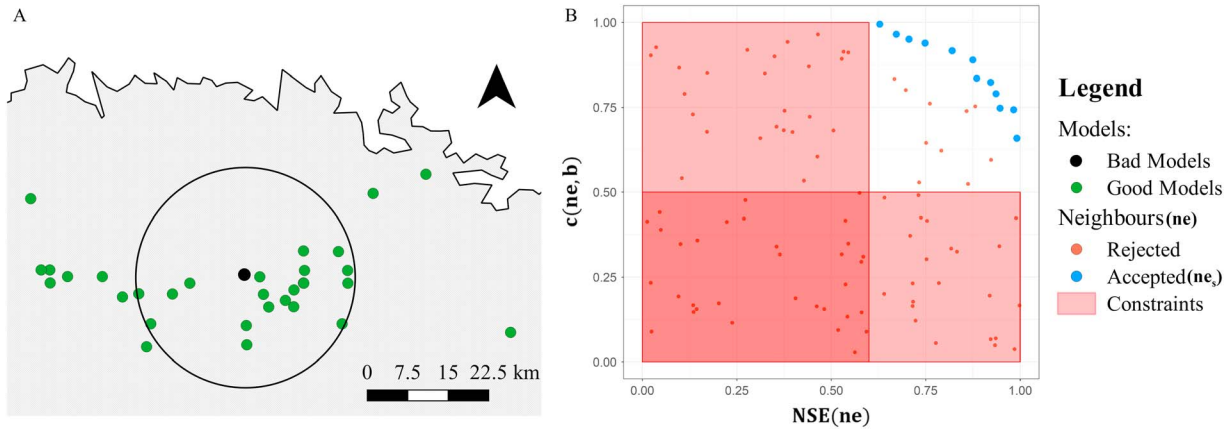 A
0 7.5 15 22.5 km
B
1.00
0.75
0.50
0.25
0.00
c(ne, b)
0.00 0.25 0.50 0.75 1.00
NSE(ne)
Legend
Models:
Bad Models
Good Models
Neighbours(ne)
Rejected
Accepted(neₛ)
Constraints